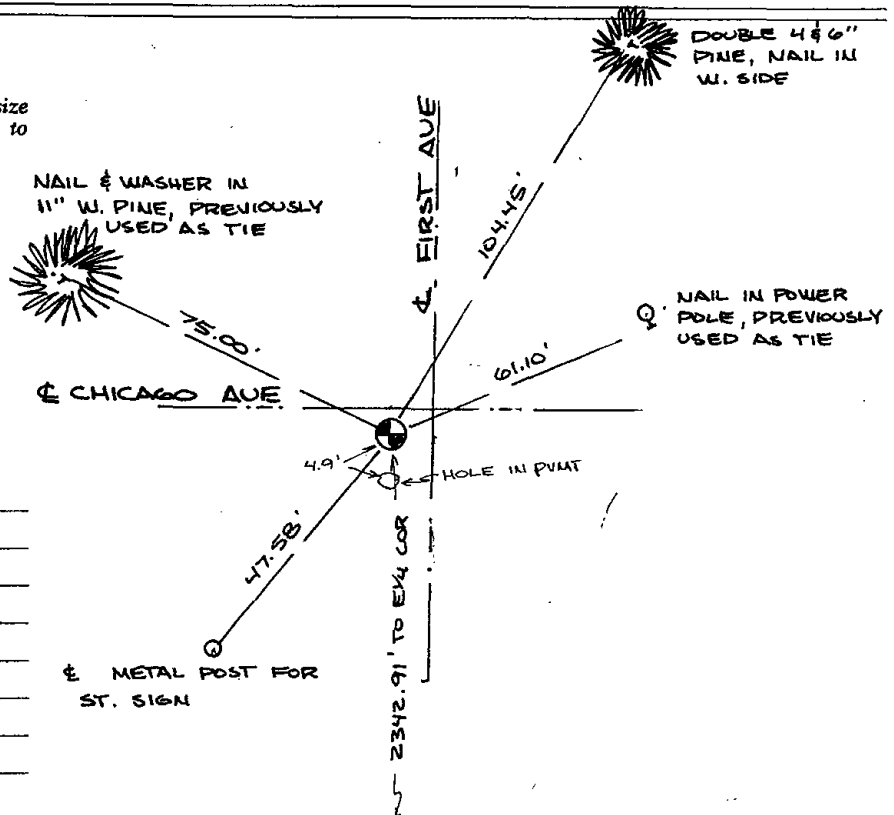 size
to
DOUBLE 4 & 6"
PINE, NAIL IN
W. SIDE
NAIL & WASHER IN
11" W. PINE, PREVIOUSLY
USED AS TIE
℄ FIRST AVE
104.45'
NAIL IN POWER
POLE, PREVIOUSLY
USED AS TIE
75.00'
61.10'
℄ CHICAGO AVE
4.9'
HOLE IN PVMT
47.58'
2342.91' TO E1/4 COR
℄ METAL POST FOR
ST. SIGN